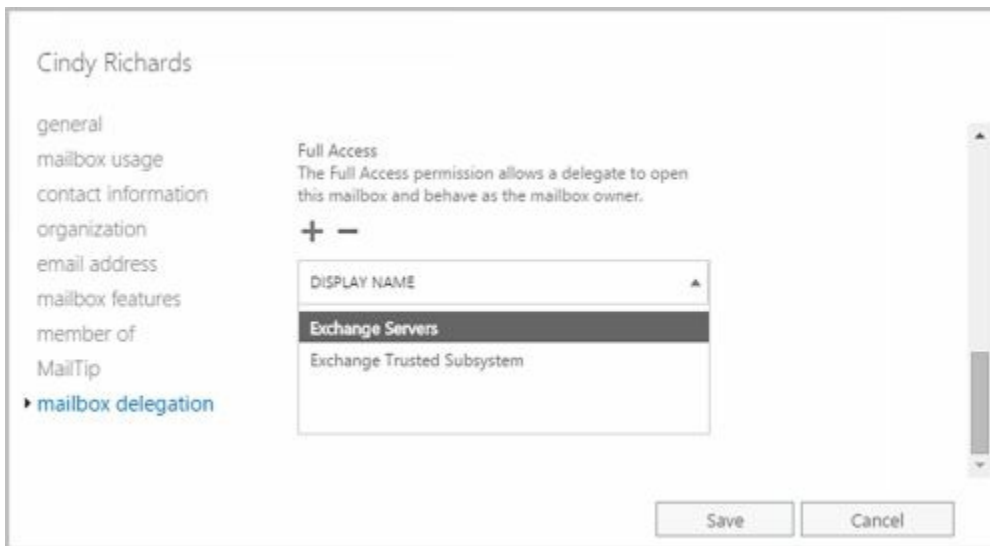 Cindy Richards
general
mailbox usage
contact information
organization
email address
mailbox features
member of
MailTip
mailbox delegation
Full Access
The Full Access permission allows a delegate to open
this mailbox and behave as the mailbox owner.
DISPLAY NAME
Exchange Servers
Exchange Trusted Subsystem
Save
Cancel